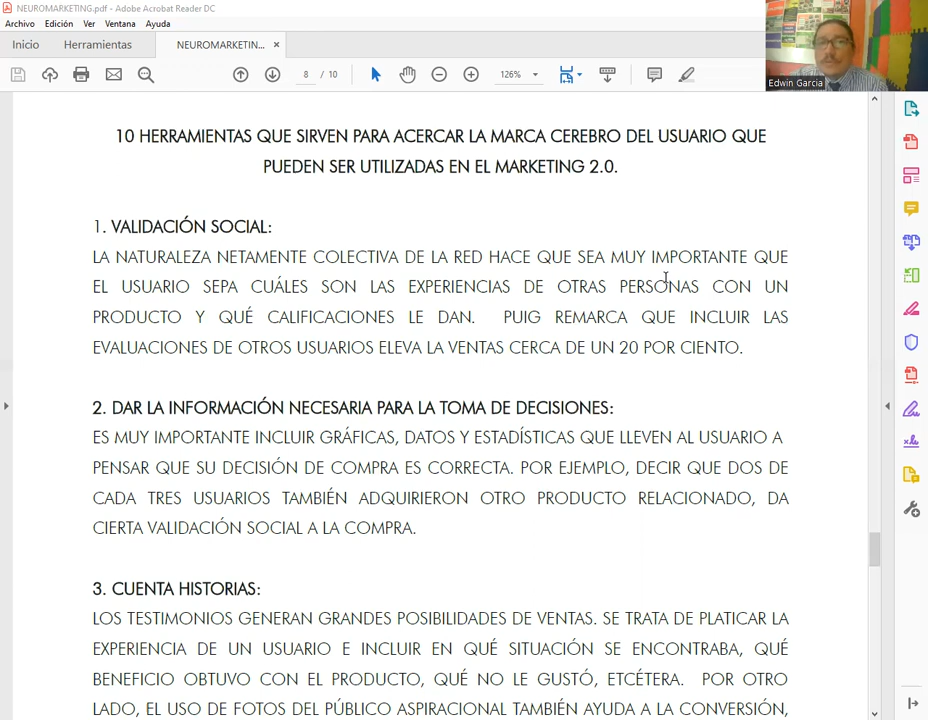 NEUROMARKETING.pdf - Adobe Acrobat Reader DC
Archivo Edición Ver Ventana Ayuda
Inicio Herramientas NEUROMARKETIN... ×
8 / 10 126%
Edwin Garcia
10 HERRAMIENTAS QUE SIRVEN PARA ACERCAR LA MARCA CEREBRO DEL USUARIO QUE
PUEDEN SER UTILIZADAS EN EL MARKETING 2.0.
1. VALIDACIÓN SOCIAL:
LA NATURALEZA NETAMENTE COLECTIVA DE LA RED HACE QUE SEA MUY IMPORTANTE QUE
EL USUARIO SEPA CUÁLES SON LAS EXPERIENCIAS DE OTRAS PERSONAS CON UN
PRODUCTO Y QUÉ CALIFICACIONES LE DAN. PUIG REMARCA QUE INCLUIR LAS
EVALUACIONES DE OTROS USUARIOS ELEVA LA VENTAS CERCA DE UN 20 POR CIENTO.
2. DAR LA INFORMACIÓN NECESARIA PARA LA TOMA DE DECISIONES:
ES MUY IMPORTANTE INCLUIR GRÁFICAS, DATOS Y ESTADÍSTICAS QUE LLEVEN AL USUARIO A
PENSAR QUE SU DECISIÓN DE COMPRA ES CORRECTA. POR EJEMPLO, DECIR QUE DOS DE
CADA TRES USUARIOS TAMBIÉN ADQUIRIERON OTRO PRODUCTO RELACIONADO, DA
CIERTA VALIDACIÓN SOCIAL A LA COMPRA.
3. CUENTA HISTORIAS:
LOS TESTIMONIOS GENERAN GRANDES POSIBILIDADES DE VENTAS. SE TRATA DE PLATICAR LA
EXPERIENCIA DE UN USUARIO E INCLUIR EN QUÉ SITUACIÓN SE ENCONTRABA, QUÉ
BENEFICIO OBTUVO CON EL PRODUCTO, QUÉ NO LE GUSTÓ, ETCÉTERA. POR OTRO
LADO, EL USO DE FOTOS DEL PÚBLICO ASPIRACIONAL TAMBIÉN AYUDA A LA CONVERSIÓN,